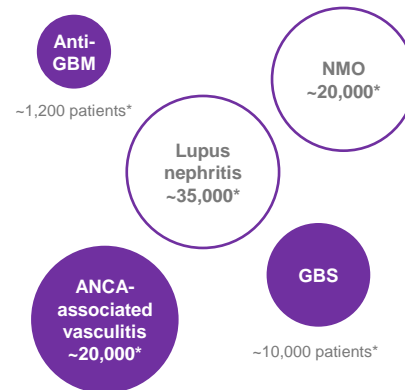 Anti-
GBM
~1,200 patients*
NMO
~20,000*
Lupus
nephritis
~35,000*
ANCA-
associated
vasculitis
~20,000*
GBS
~10,000 patients*